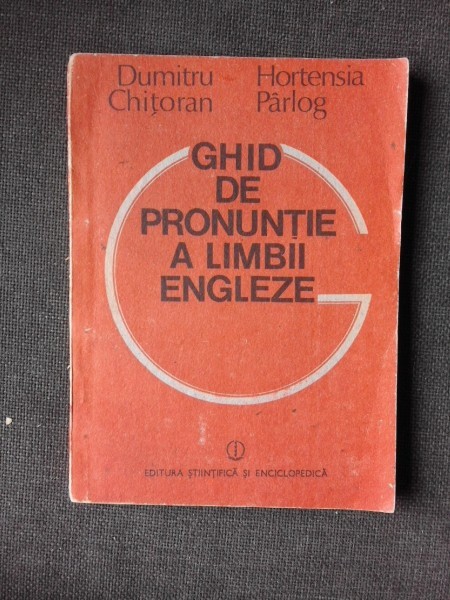 Dumitru Hortensia
Chițoran Pârlog
GHID
DE
PRONUNȚIE
A LIMBII
ENGLEZE
EDITURA ȘTIINȚIFICĂ ȘI ENCICLOPEDICĂ